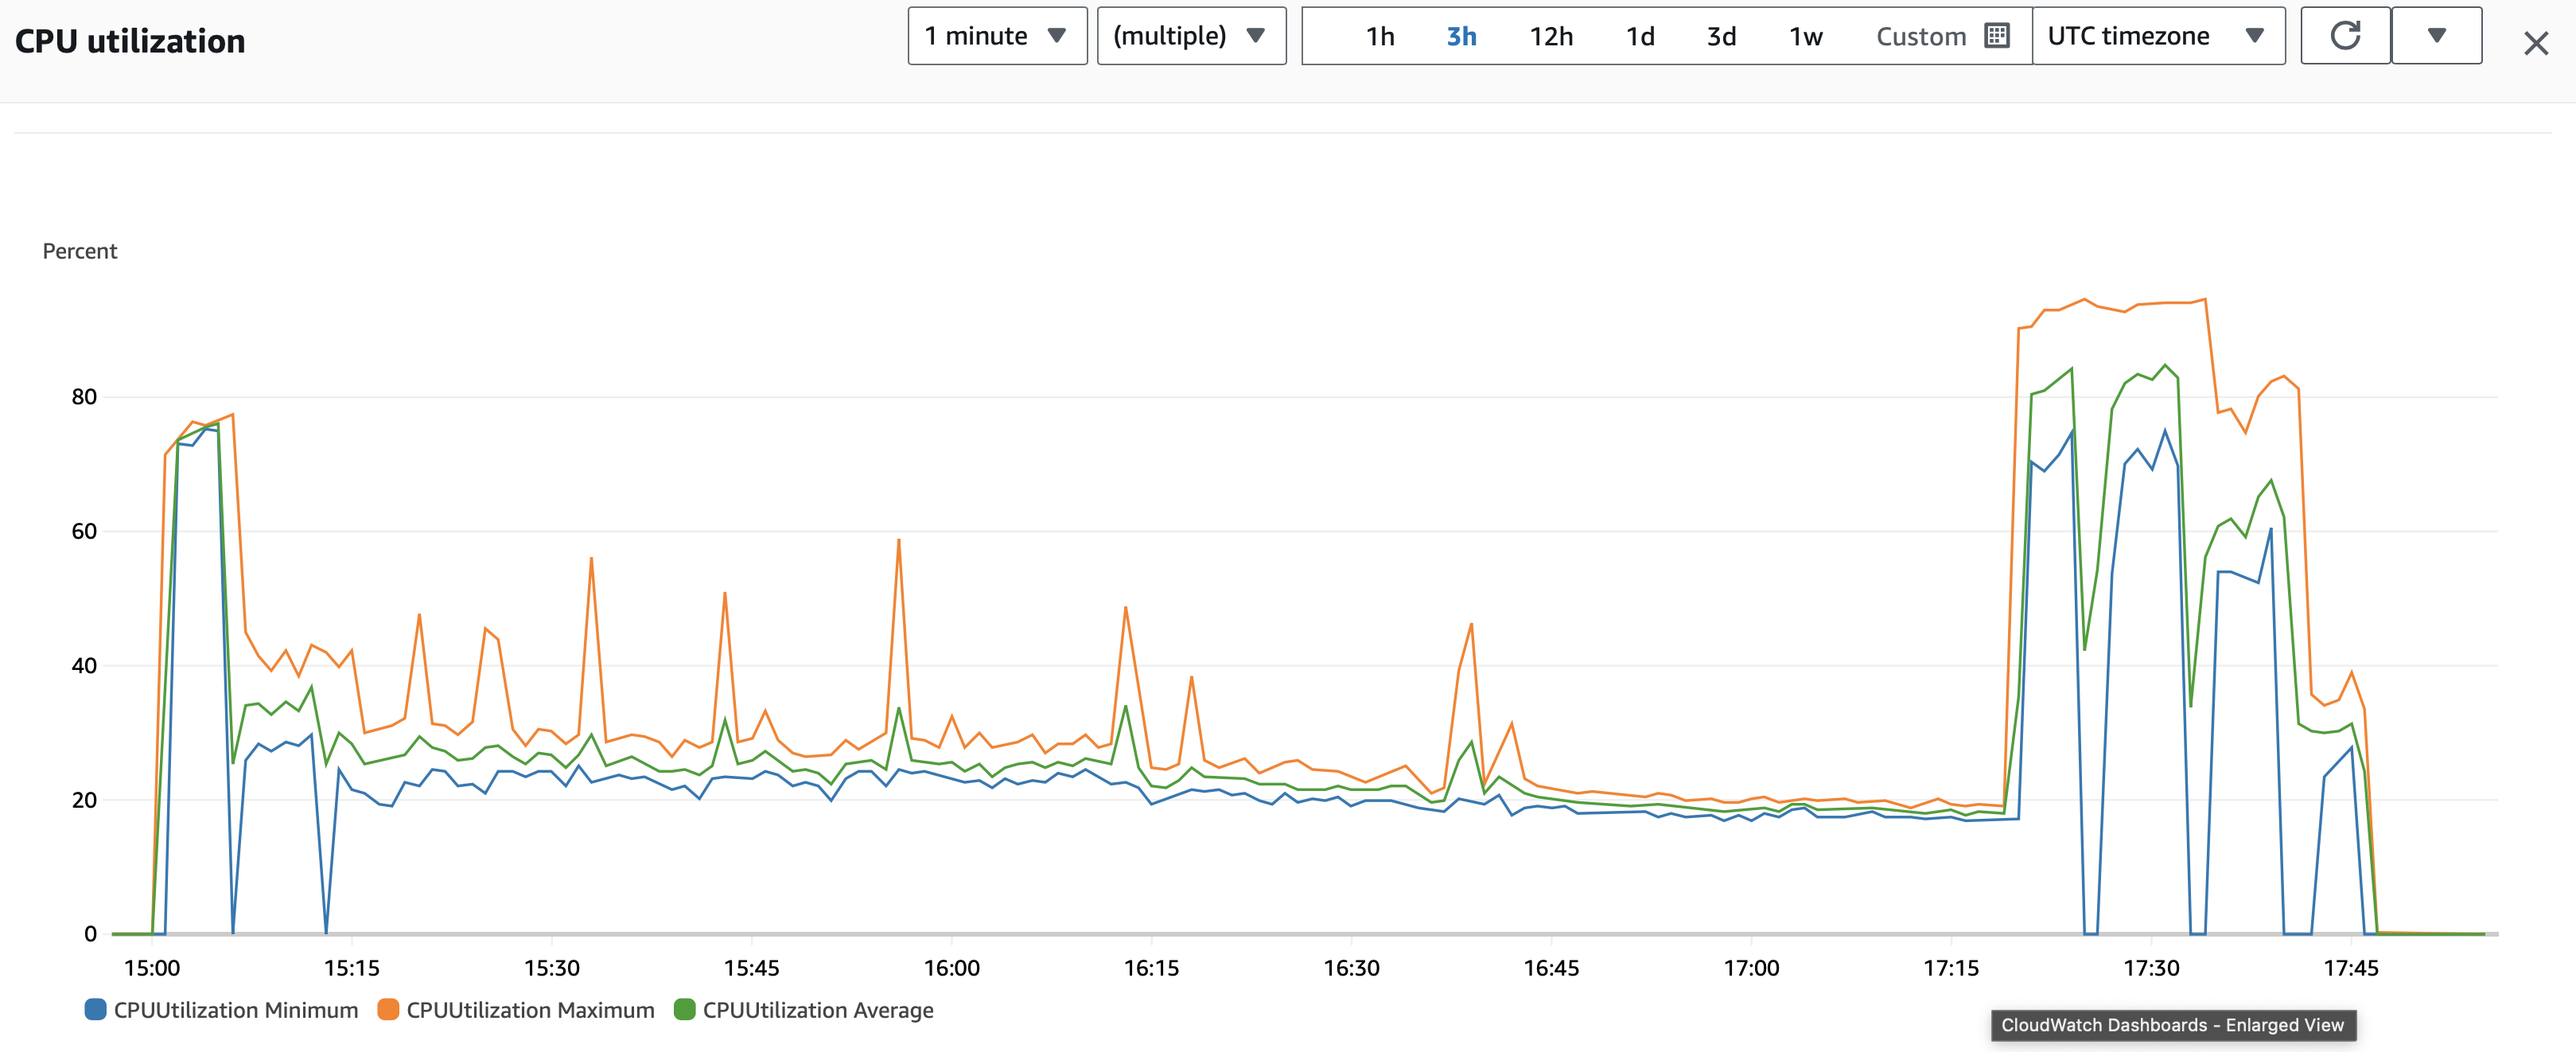 CPU utilization
1 minute
(multiple)
1h 3h 12h 1d 3d 1w Custom
UTC timezone
Percent
80
60
40
20
0
15:00 15:15 15:30 15:45 16:00 16:15 16:30 16:45 17:00 17:15 17:30 17:45
CPUUtilization Minimum CPUUtilization Maximum CPUUtilization Average
CloudWatch Dashboards - Enlarged View